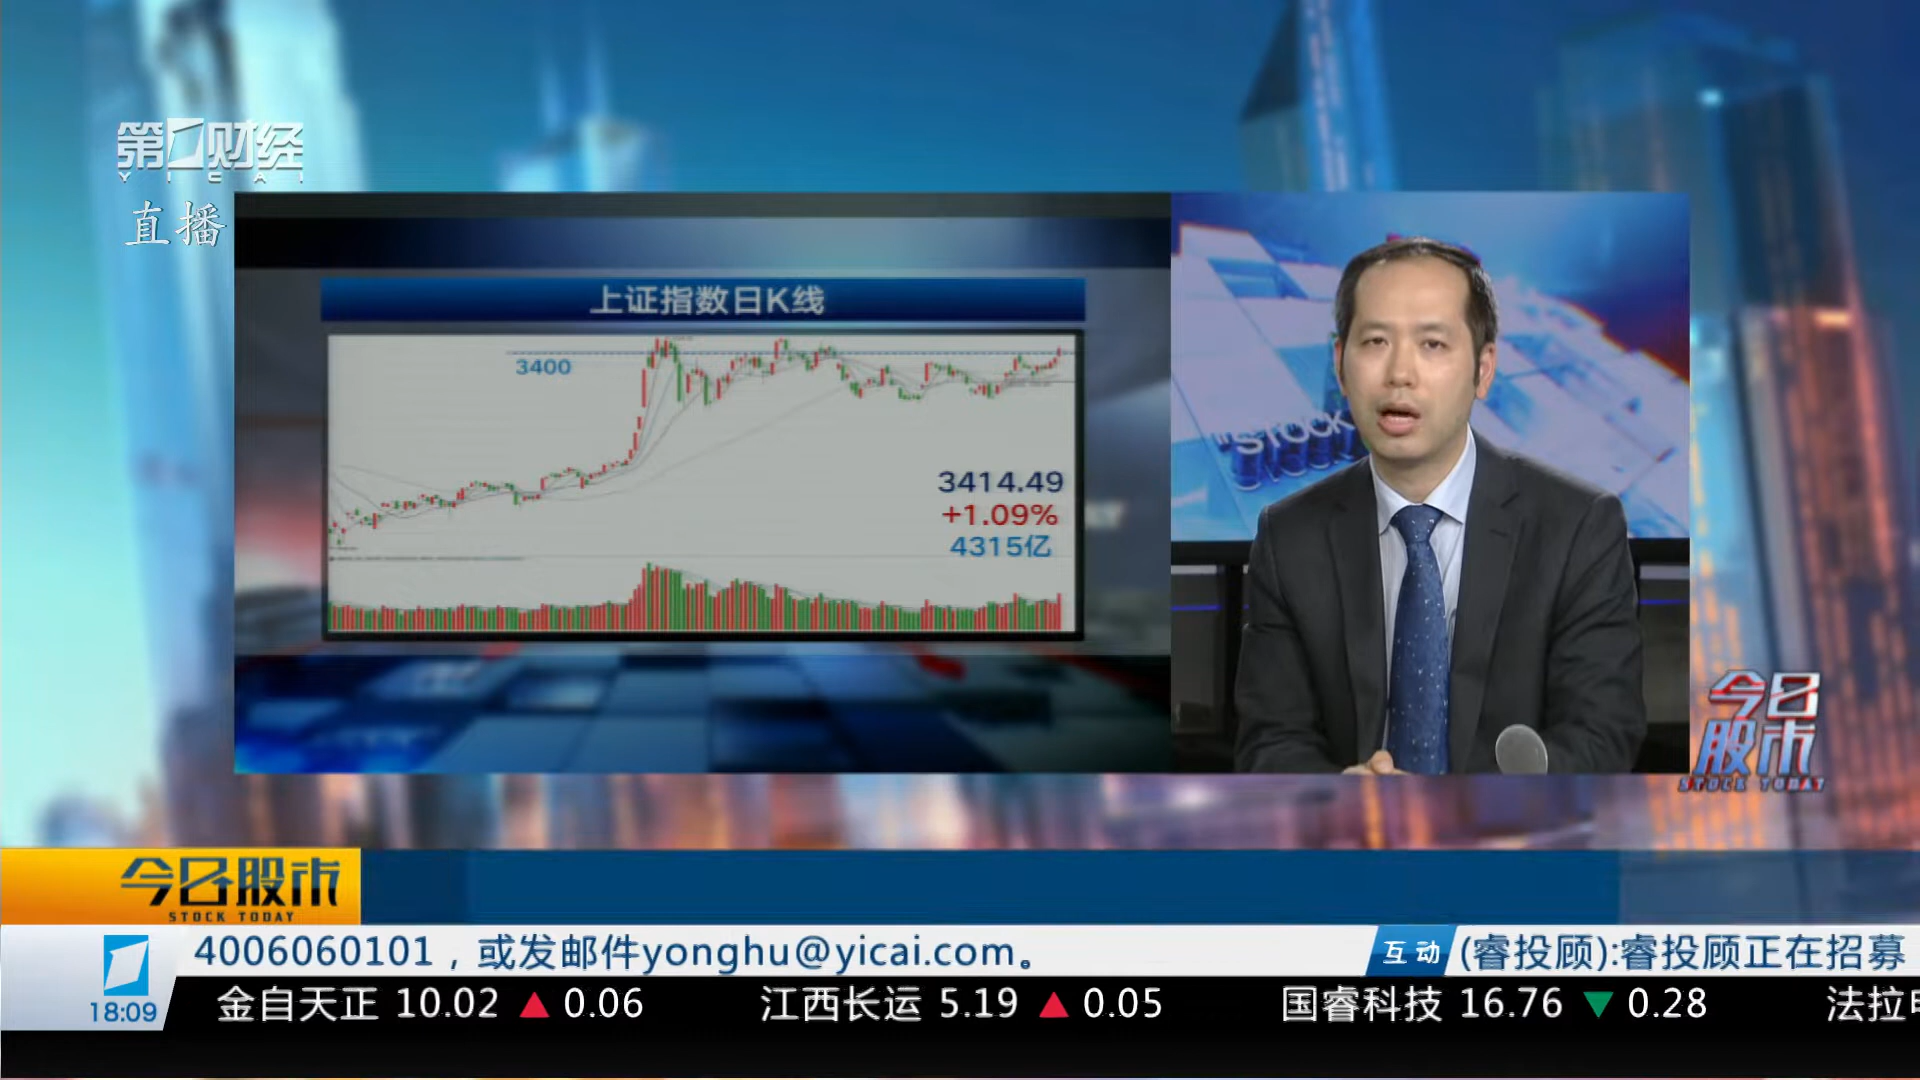 第1财经
YICAI
直播
上证指数日K线
3400
3414.49
+1.09%
4315亿
STOCK
今日股市
STOCK TODAY
今日股市
STOCK TODAY
4006060101，或发邮件yonghu@yicai.com。
互动
(睿投顾):睿投顾正在招募
18:09
金自天正 10.02 ▲ 0.06
江西长运 5.19 ▲ 0.05
国睿科技 16.76 ▼ 0.28
法拉